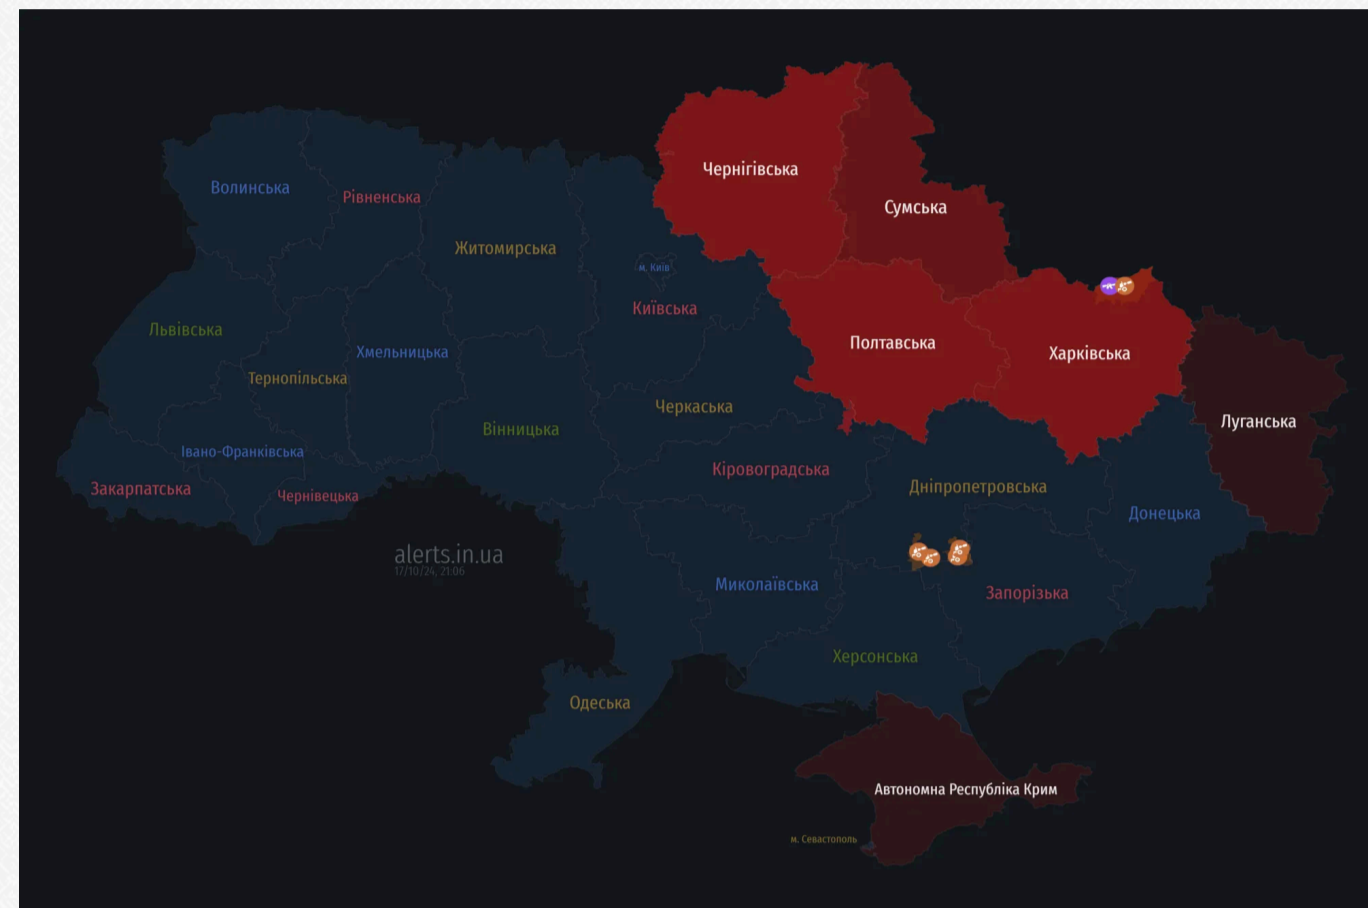 Чернігівська
Волинська
Рівненська
Сумська
Житомирська
м. Київ
Київська
Львівська
Полтавська
Хмельницька
Харківська
Тернопільська
Черкаська
Луганська
Вінницька
Івано-Франківська
Кіровоградська
Закарпатська
Чернівецька
Дніпропетровська
Донецька
alerts.in.ua
17/10/24, 21:06
Миколаївська
Запорізька
Херсонська
Одеська
Автономна Республіка Крим
м. Севастополь